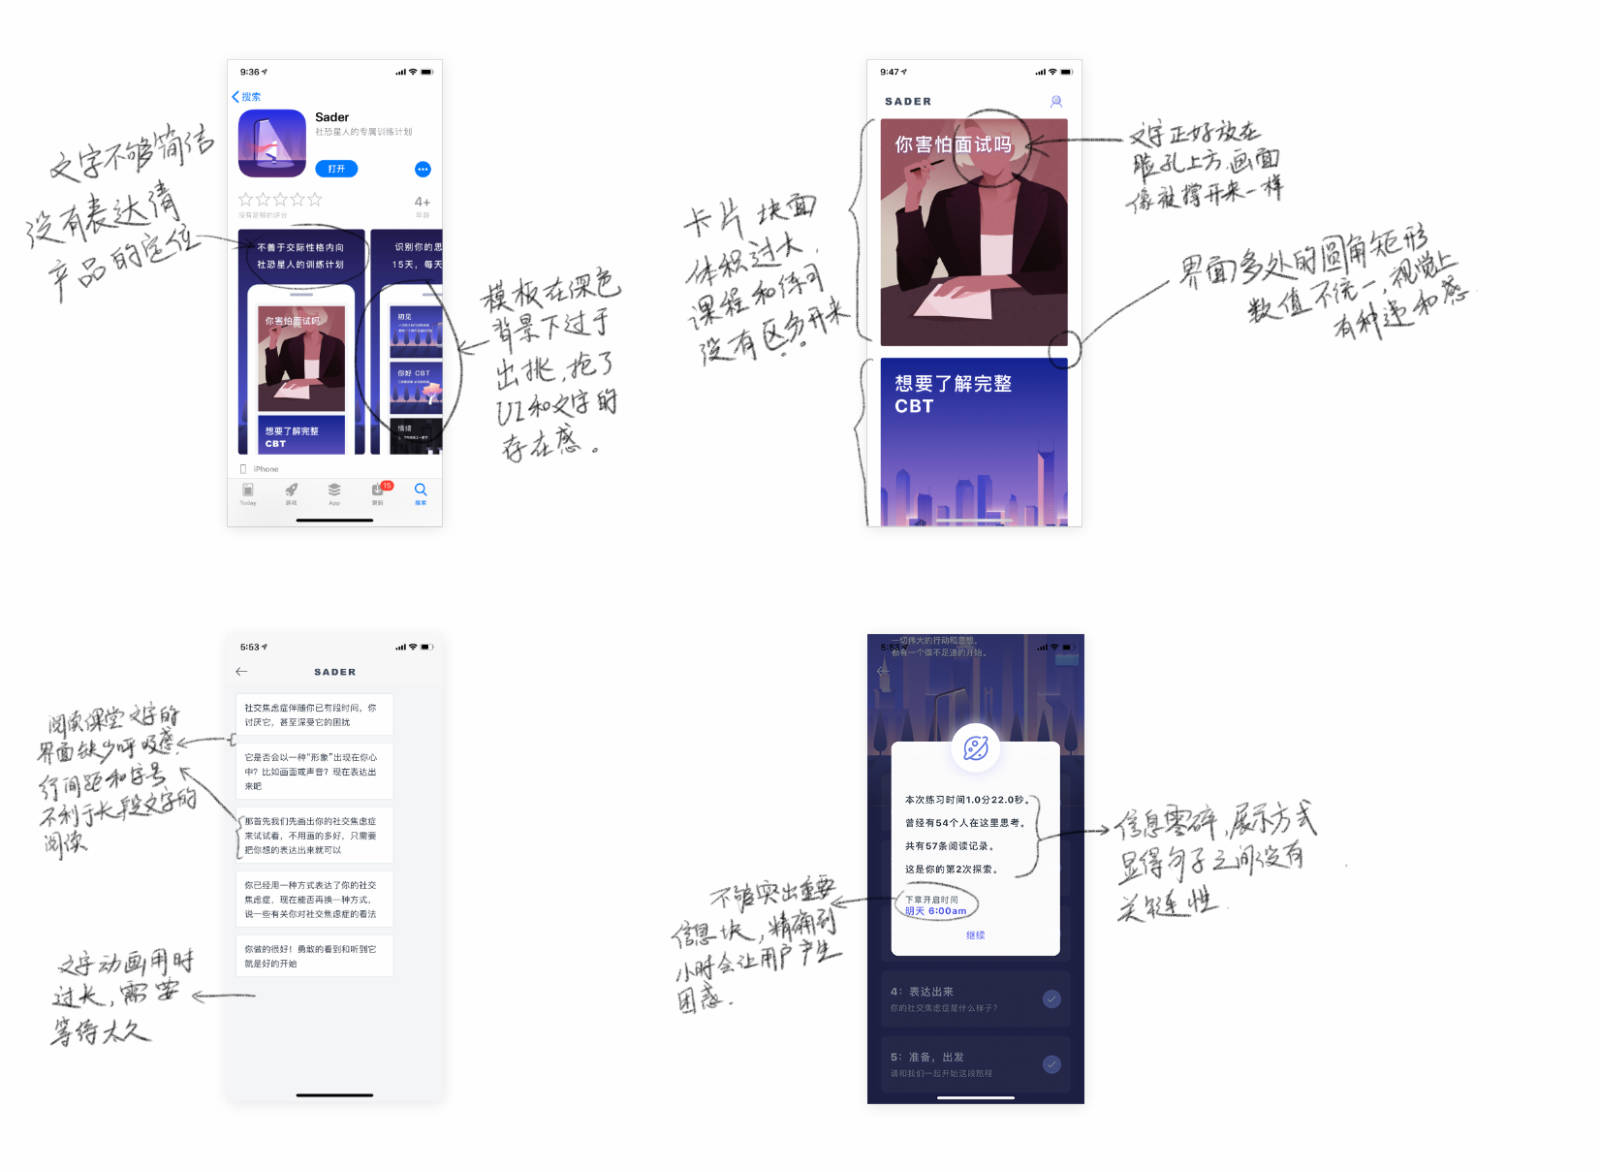 9:36
搜索
Sader
社恐星人的专属训练计划
打开
没有足够的评分
4+
年龄
不善于交际性格内向
社恐星人的训练计划
你害怕面试吗
想要了解完整
CBT
识别你的思
15天，每天
初见
你好 CBT
情绪
iPhone
Today
游戏
App
更新
15
搜索
文字不够简洁
没有表达清
产品的定位
模板在深色
背景下过于
出挑，抢了
UI和文字的
存在感。
9:47
SADER
你害怕面试吗
想要了解完整
CBT
卡片块面
体积过大，
课程和练习
没有区分开来
文字正好放在
脸孔上方，画面
像被撑开来一样
界面多处的圆角矩形
数值不统一，视觉上
有种违和感
5:53
SADER
社交焦虑症伴随你已有段时间，你
讨厌它，甚至深受它的困扰
它是否会以一种“形象”出现在你心
中？比如画面或声音？现在表达出
来吧
那首先我们先画出你的社交焦虑症
来试试看，不用画的多好，只需要
把你想的表达出来就可以
你已经用一种方式表达了你的社交
焦虑症，现在能否再换一种方式，
说一些有关你对社交焦虑症的看法
你做的很好！勇敢的看到和听到它
就是好的开始
阅读课堂文字的
界面缺少呼吸感，
行间距和字号
不利于长段文字的
阅读
文字动画用时
过长，需要
等待太久
一切伟大的行动和思想，
都有一个微不足道的开始。
5:53
本次练习时间1.0分22.0秒。
曾经有54个人在这里思考。
共有57条阅读记录。
这是你的第2次探索。
下章开启时间
明天 6:00am
继续
4：表达出来
你的社交焦虑症是什么样子？
5：准备，出发
请和我们一起开始这段旅程
不够突出重要
信息块，精确到
小时会让用户产生
困惑．
信息零碎，展示方式
显得句子之间没有
关联性．